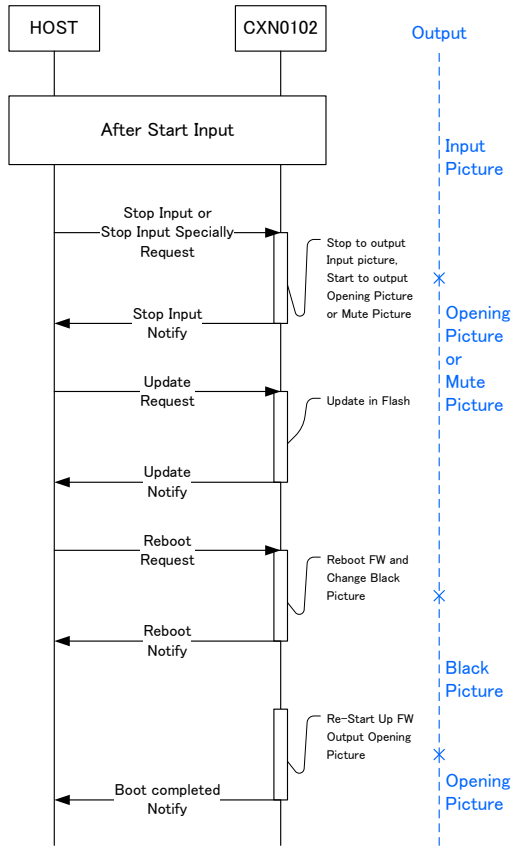 HOST
CXN0102
Output
After Start Input
Input
Picture
Stop Input or
Stop Input Specially
Request
Stop to output
Input picture,
Start to output
Opening Picture
or Mute Picture
Stop Input
Notify
Opening
Picture
or
Mute
Picture
Update
Request
Update in Flash
Update
Notify
Reboot
Request
Reboot FW and
Change Black
Picture
Reboot
Notify
Black
Picture
Re-Start Up FW
Output Opening
Picture
Boot completed
Notify
Opening
Picture